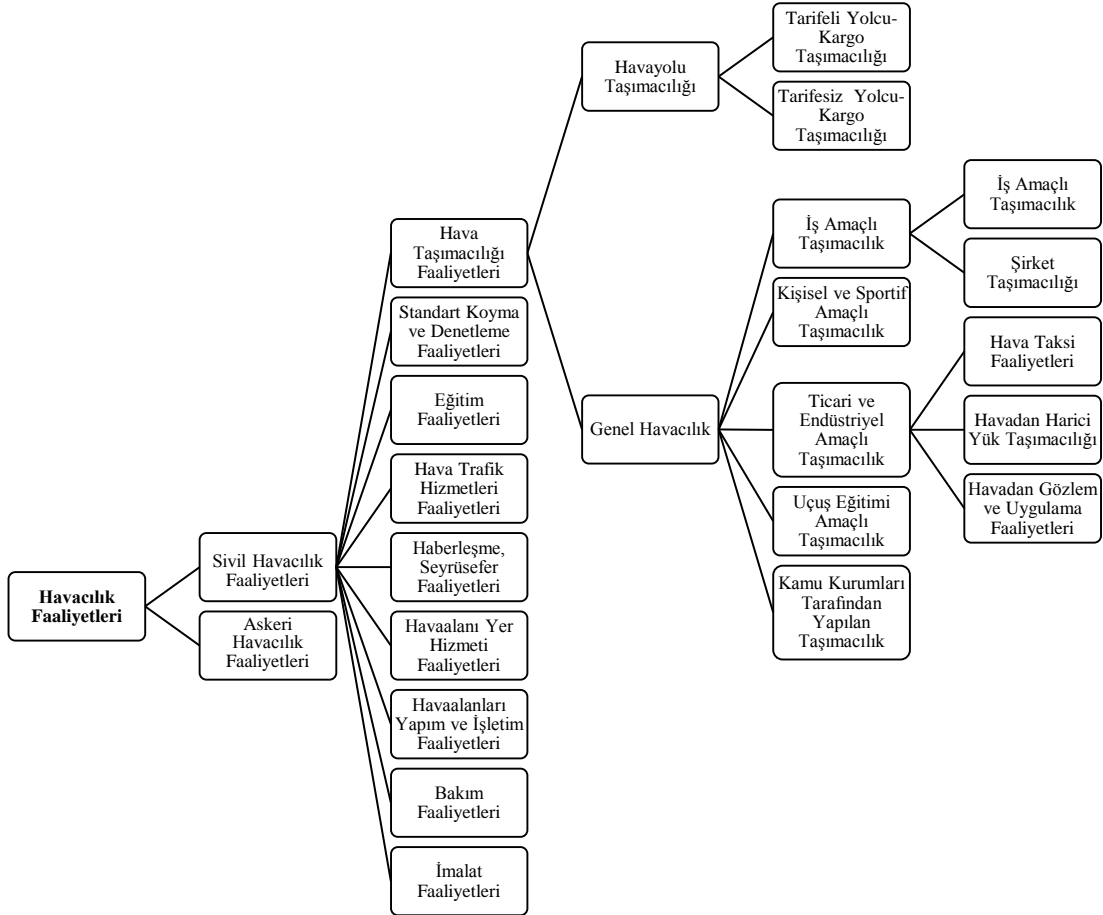 Havacılık
Faaliyetleri
Sivil Havacılık
Faaliyetleri
Askeri
Havacılık
Faaliyetleri
Hava
Taşımacılığı
Faaliyetleri
Standart Koyma
ve Denetleme
Faaliyetleri
Eğitim
Faaliyetleri
Hava Trafik
Hizmetleri
Faaliyetleri
Haberleşme,
Seyrüsefer
Faaliyetleri
Havaalanı Yer
Hizmeti
Faaliyetleri
Havaalanları
Yapım ve İşletim
Faaliyetleri
Bakım
Faaliyetleri
İmalat
Faaliyetleri
Havayolu
Taşımacılığı
Genel Havacılık
Tarifeli Yolcu-
Kargo
Taşımacılığı
Tarifesiz Yolcu-
Kargo
Taşımacılığı
İş Amaçlı
Taşımacılık
Kişisel ve Sportif
Amaçlı
Taşımacılık
Ticari ve
Endüstriyel
Amaçlı
Taşımacılık
Uçuş Eğitimi
Amaçlı
Taşımacılık
Kamu Kurumları
Tarafından
Yapılan
Taşımacılık
İş Amaçlı
Taşımacılık
Şirket
Taşımacılığı
Hava Taksi
Faaliyetleri
Havadan Harici
Yük Taşımacılığı
Havadan Gözlem
ve Uygulama
Faaliyetleri